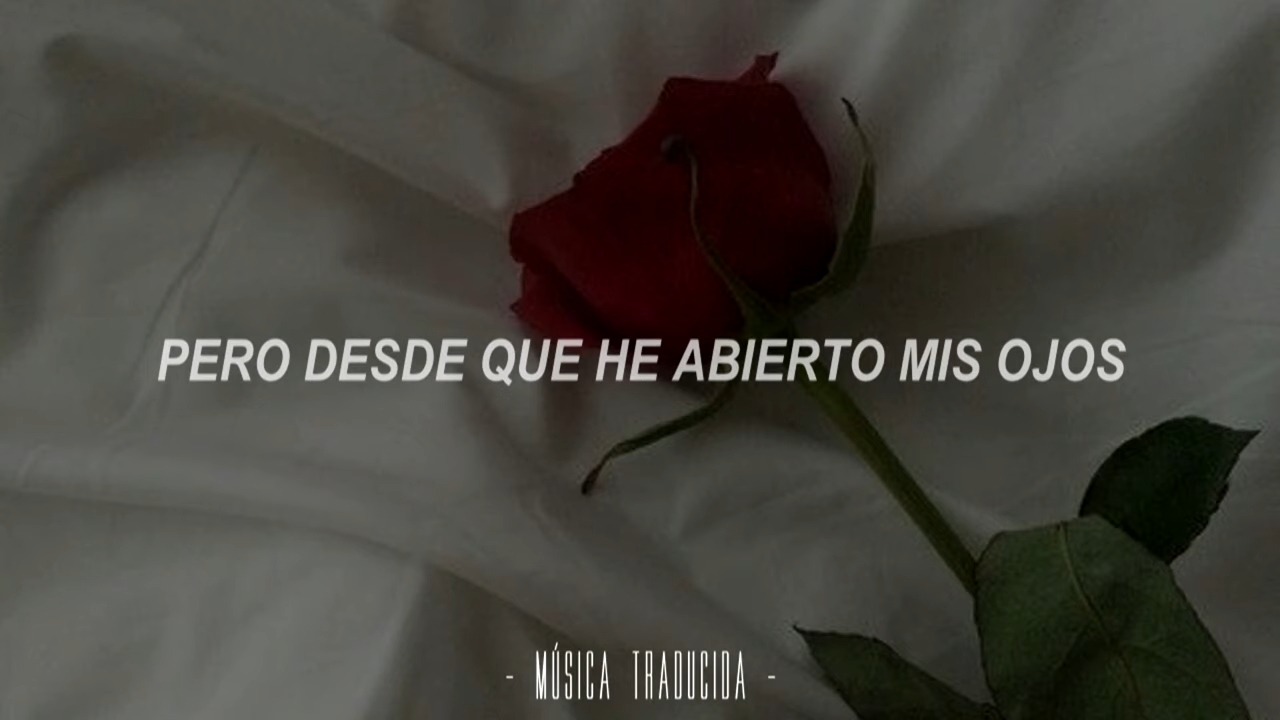 PERO DESDE QUE HE ABIERTO MIS OJOS
- MÚSICA TRADUCIDA -